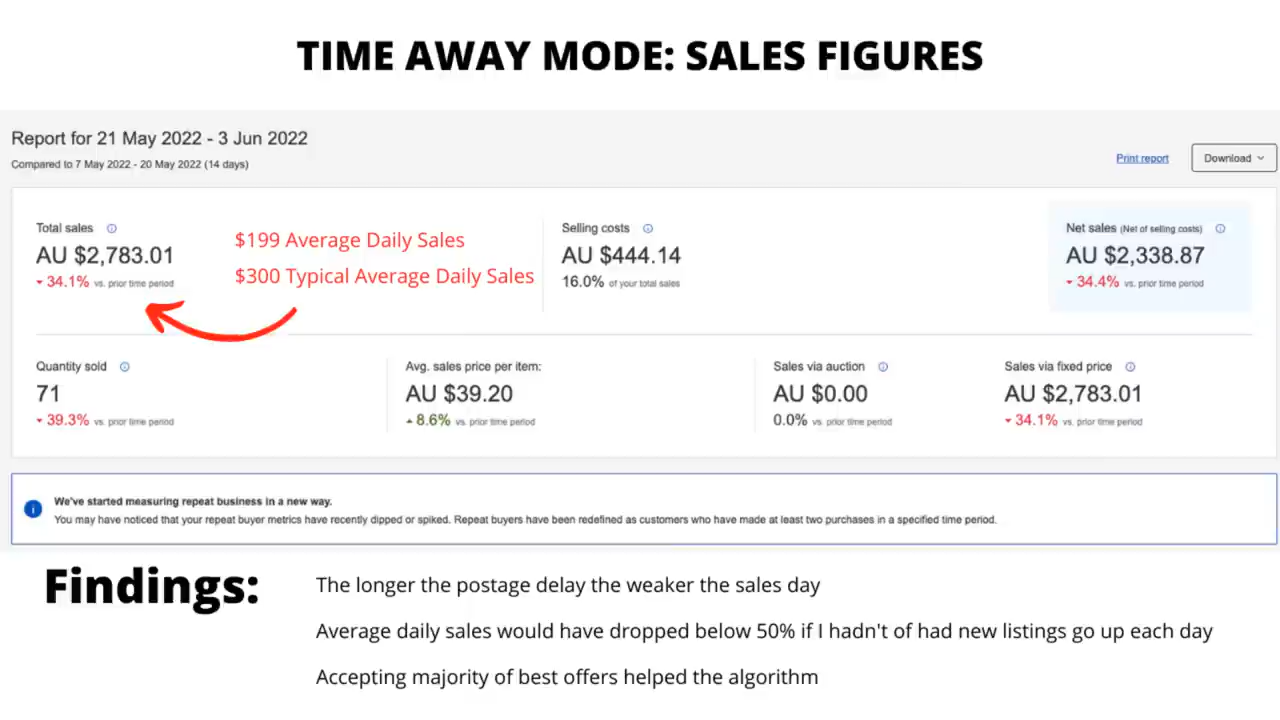 TIME AWAY MODE: SALES FIGURES
Report for 21 May 2022 - 3 Jun 2022
Compared to 7 May 2022 - 20 May 2022 (14 days)
Print report
Download
Total sales
AU $2,783.01
34.1% vs. prior time period
$199 Average Daily Sales
$300 Typical Average Daily Sales
Selling costs
AU $444.14
16.0% of your total sales
Net sales (Net of selling costs)
AU $2,338.87
34.4% vs. prior time period
Quantity sold
71
39.3% vs. prior time period
Avg. sales price per item:
AU $39.20
8.6% vs. prior time period
Sales via auction
AU $0.00
0.0% vs. prior time period
Sales via fixed price
AU $2,783.01
34.1% vs. prior time period
We've started measuring repeat business in a new way.
You may have noticed that your repeat buyer metrics have recently dipped or spiked. Repeat buyers have been redefined as customers who have made at least two purchases in a specified time period.
Findings:
The longer the postage delay the weaker the sales day
Average daily sales would have dropped below 50% if I hadn't of had new listings go up each day
Accepting majority of best offers helped the algorithm